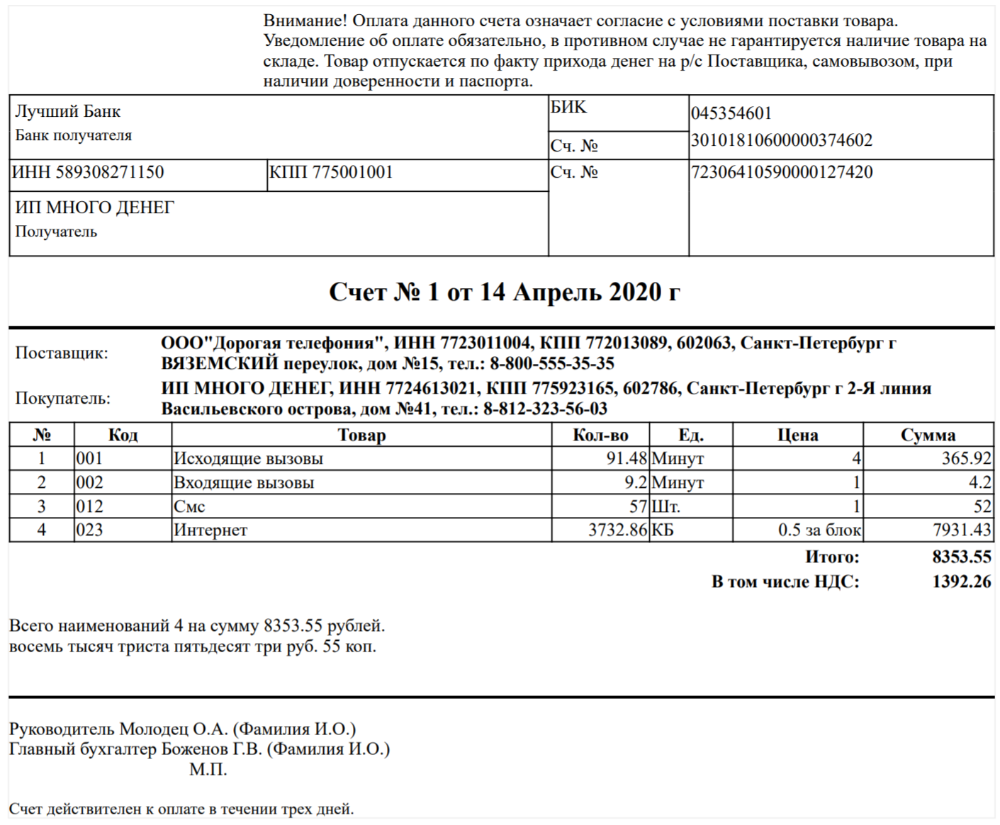 Внимание! Оплата данного счета означает согласие с условиями поставки товара.
Уведомление об оплате обязательно, в противном случае не гарантируется наличие товара на
складе. Товар отпускается по факту прихода денег на р/с Поставщика, самовывозом, при
наличии доверенности и паспорта.
Лучший Банк
Банк получателя
БИК
045354601
Сч. №
30101810600000374602
ИНН 589308271150
КПП 775001001
Сч. №
72306410590000127420
ИП МНОГО ДЕНЕГ
Получатель
Счет № 1 от 14 Апрель 2020 г
Поставщик:
ООО"Дорогая телефония", ИНН 7723011004, КПП 772013089, 602063, Санкт-Петербург г
ВЯЗЕМСКИЙ переулок, дом №15, тел.: 8-800-555-35-35
Покупатель:
ИП МНОГО ДЕНЕГ, ИНН 7724613021, КПП 775923165, 602786, Санкт-Петербург г 2-Я линия
Васильевского острова, дом №41, тел.: 8-812-323-56-03
№ Код Товар Кол-во Ед. Цена Сумма
1 001 Исходящие вызовы 91.48 Минут 4 365.92
2 002 Входящие вызовы 9.2 Минут 1 4.2
3 012 Смс 57 Шт. 1 52
4 023 Интернет 3732.86 КБ 0.5 за блок 7931.43
Итого: 8353.55
В том числе НДС: 1392.26
Всего наименований 4 на сумму 8353.55 рублей.
восемь тысяч триста пятьдесят три руб. 55 коп.
Руководитель Молодец О.А. (Фамилия И.О.)
Главный бухгалтер Боженов Г.В. (Фамилия И.О.)
М.П.
Счет действителен к оплате в течении трех дней.